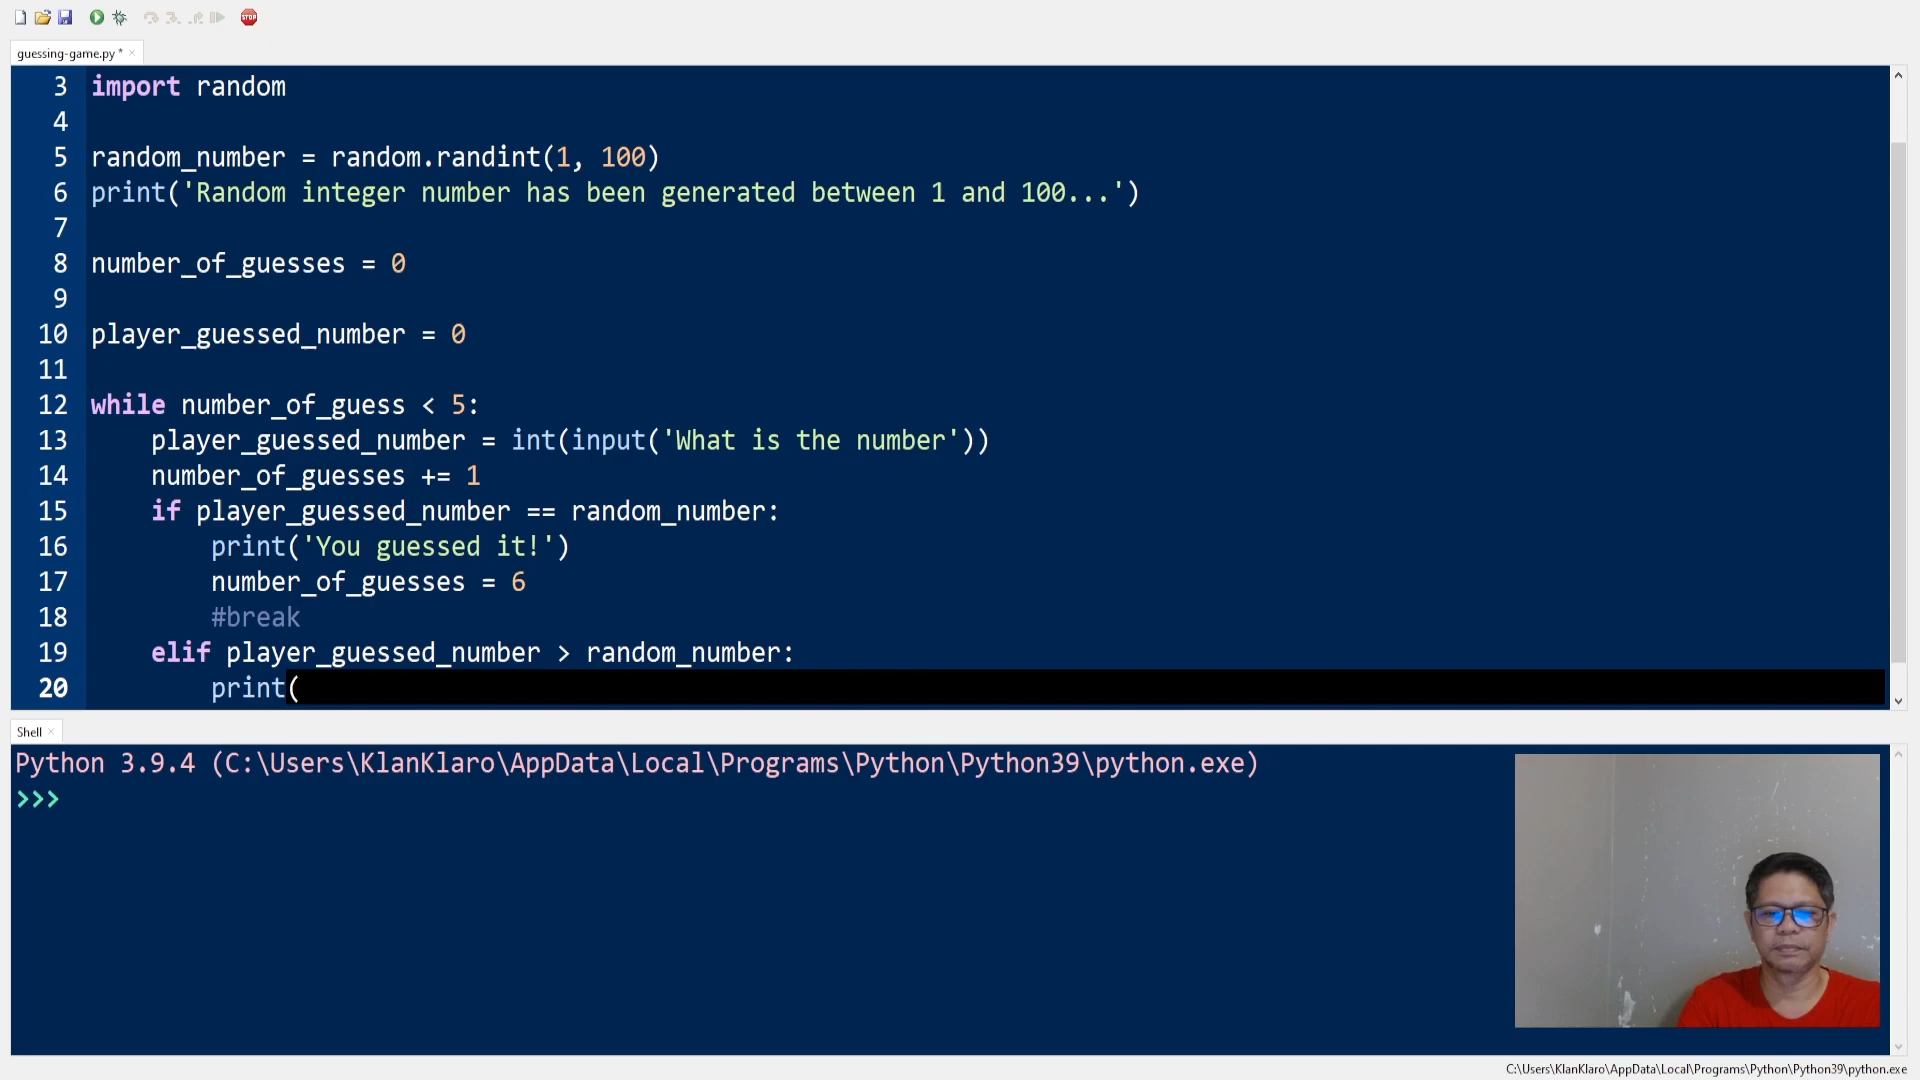 STOP
guessing-game.py * ×
3 import random
4
5 random_number = random.randint(1, 100)
6 print('Random integer number has been generated between 1 and 100...')
7
8 number_of_guesses = 0
9
10 player_guessed_number = 0
11
12 while number_of_guess < 5:
13     player_guessed_number = int(input('What is the number'))
14     number_of_guesses += 1
15     if player_guessed_number == random_number:
16         print('You guessed it!')
17         number_of_guesses = 6
18         #break
19     elif player_guessed_number > random_number:
20         print(
Shell ×
Python 3.9.4 (C:\Users\KlanKlaro\AppData\Local\Programs\Python\Python39\python.exe)
>>>
C:\Users\KlanKlaro\AppData\Local\Programs\Python\Python39\python.exe